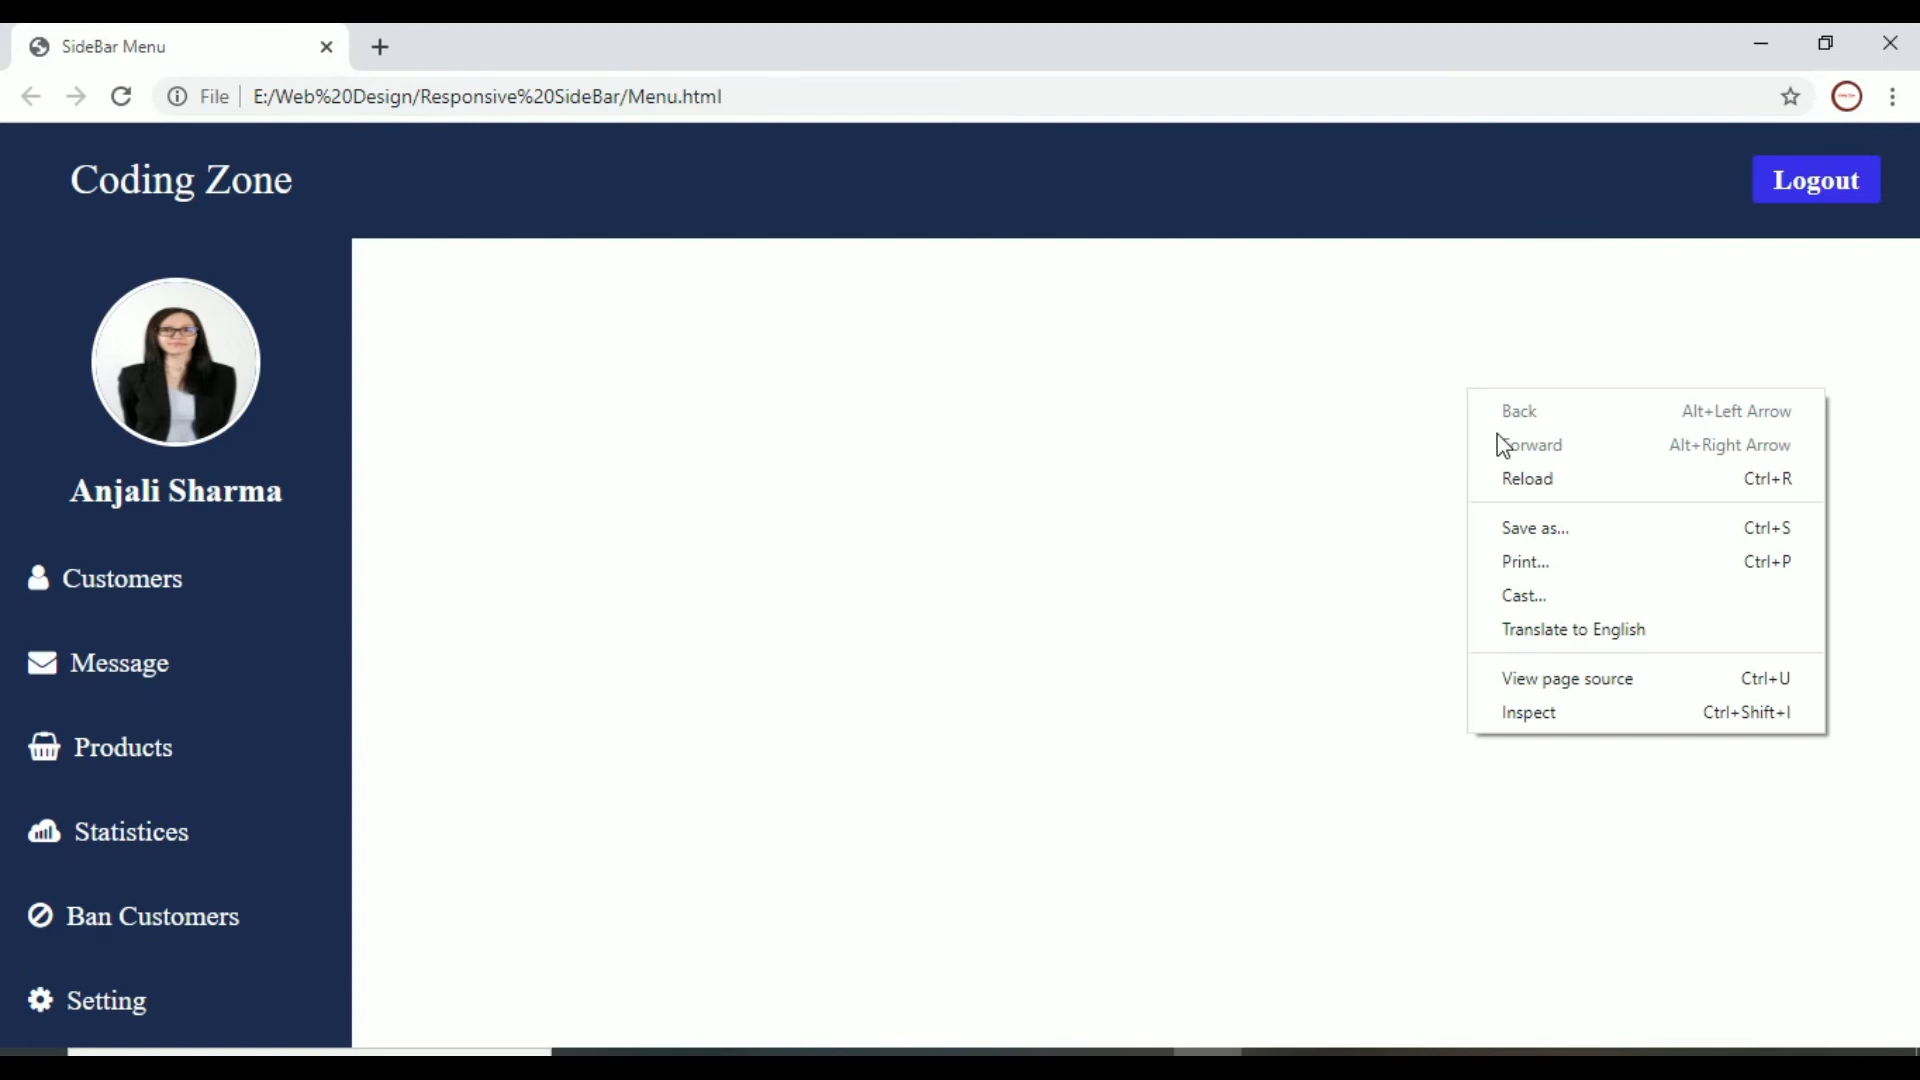 SideBar Menu
File E:/Web%20Design/Responsive%20SideBar/Menu.html
Coding Zone
Logout
Anjali Sharma
Customers
Message
Products
Statistices
Ban Customers
Setting
Back Alt+Left Arrow
Forward Alt+Right Arrow
Reload Ctrl+R
Save as... Ctrl+S
Print... Ctrl+P
Cast...
Translate to English
View page source Ctrl+U
Inspect Ctrl+Shift+I